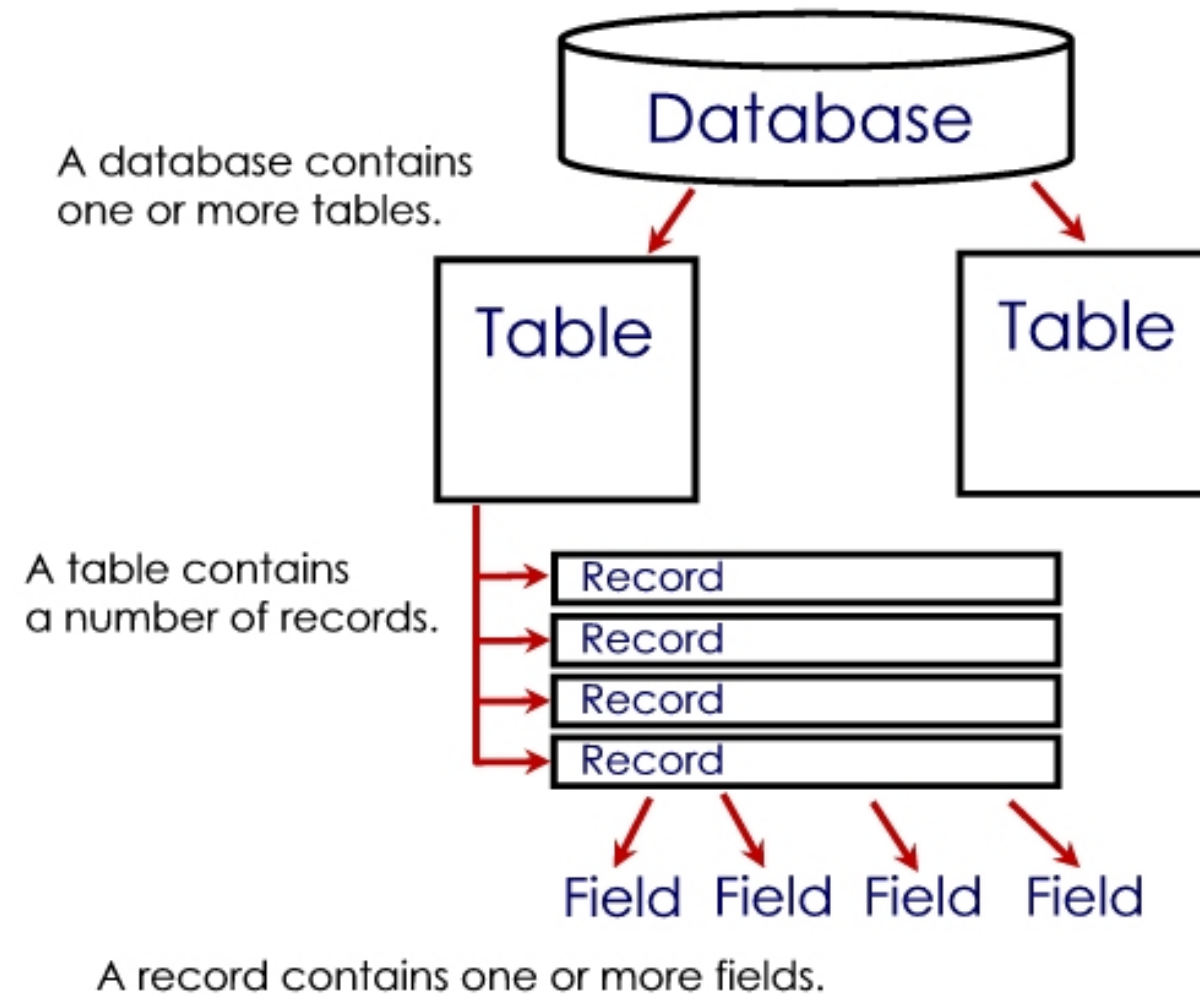 Database
A database contains
one or more tables.
Table
Table
A table contains
a number of records.
Record
Record
Record
Record
Field Field Field Field
A record contains one or more fields.